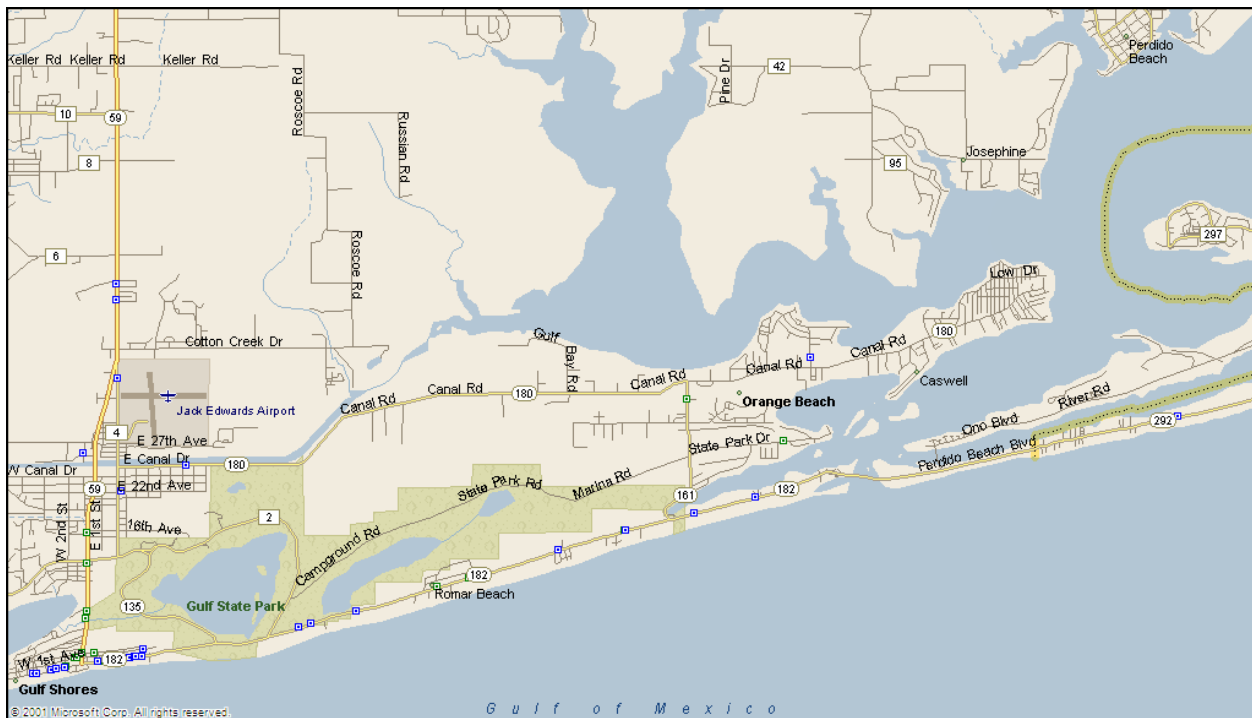 Perdido
Beach
Keller Rd
Keller Rd
Keller Rd
42
Pine Dr
Roscoe Rd
10
59
Russian Rd
8
95
Josephine
6
Roscoe Rd
297
Low Dr
Cotton Creek Dr
Gulf
Bay Rd
180
Canal Rd
Canal Rd
Canal Rd
Canal Rd
Canal Rd
180
Caswell
Jack Edwards Airport
Orange Beach
River Rd
Ono Blvd
292
4
E 27th Ave
State Park Dr
Perdido Beach Blvd
E Canal Dr
W Canal Dr
180
59
E 22nd Ave
State Park Rd
Marina Rd
161
182
W 2nd St
E 1st St
16th Ave
2
Campground Rd
182
Romar Beach
135
Gulf State Park
W 1st Ave
182
Gulf Shores
Gulf of Mexico
© 2001 Microsoft Corp. All rights reserved.